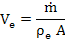 Vₑ = ṁ / (ρₑ A)